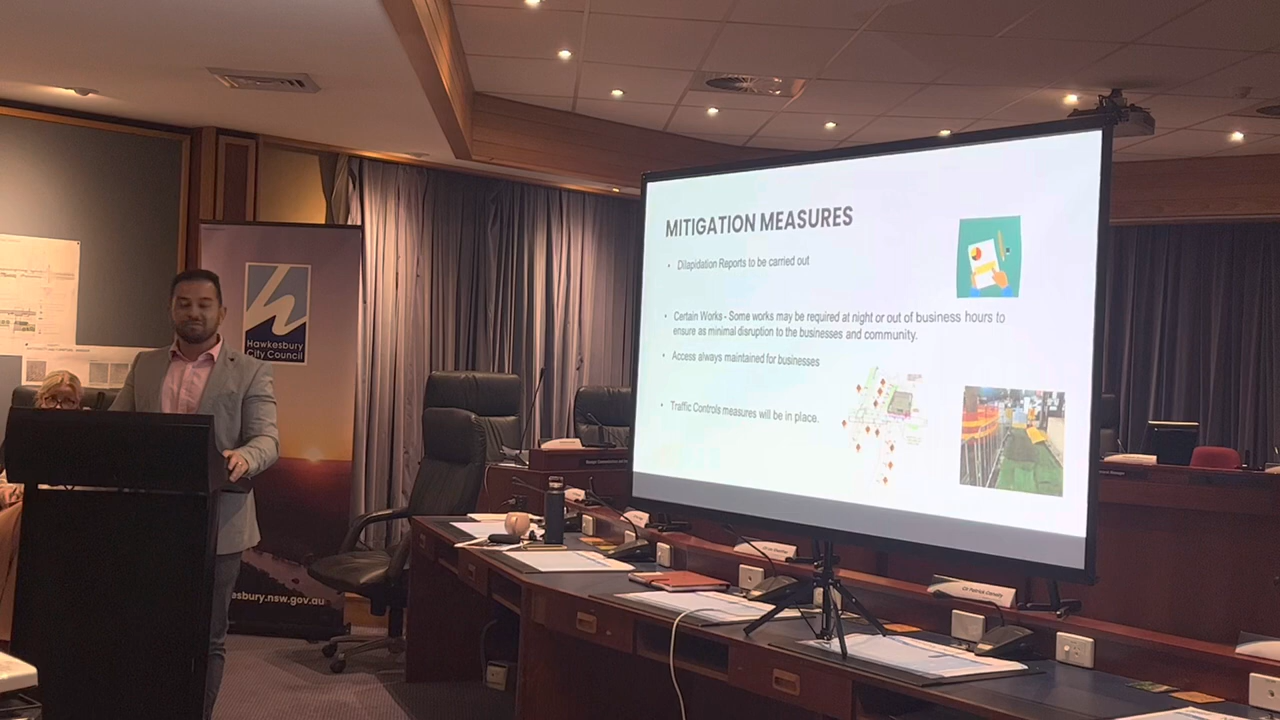 MITIGATION MEASURES
• Dilapidation Reports to be carried out
• Certain Works - Some works may be required at night or out of business hours to
ensure as minimal disruption to the businesses and community.
• Access always maintained for businesses
• Traffic Controls measures will be in place.
Hawkesbury
City Council
esbury.nsw.gov.au